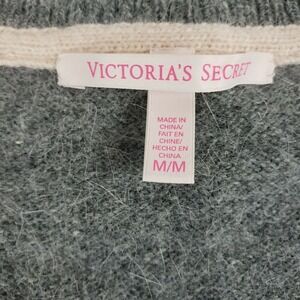 VICTORIA'S SECRET
MADE IN
CHINA/
FAIT EN
CHINE/
HECHO EN
CHINA
M/M